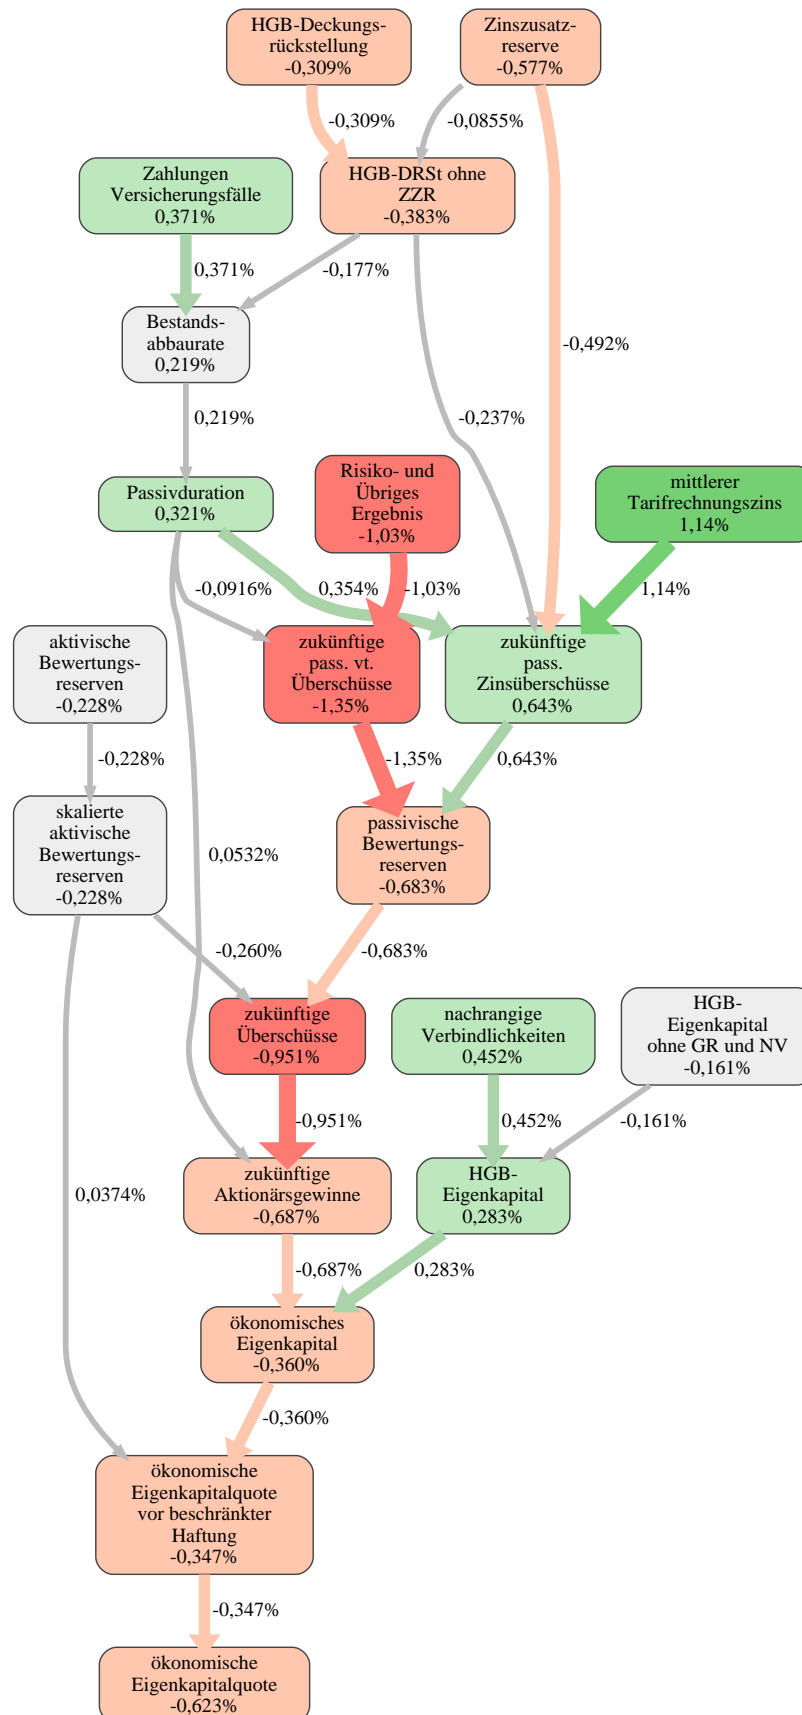 HGB-Deckungs-
rückstellung
-0,309%
Zinszusatz-
reserve
-0,577%
-0,309%
-0,0855%
Zahlungen
Versicherungsfälle
0,371%
HGB-DRSt ohne
ZZR
-0,383%
0,371%
-0,177%
Bestands-
abbaurate
0,219%
-0,492%
0,219%
-0,237%
Passivduration
0,321%
Risiko- und
Übriges
Ergebnis
-1,03%
mittlerer
Tarifrechnungszins
1,14%
-0,0916%
0,354%
-1,03%
1,14%
aktivische
Bewertungs-
reserven
-0,228%
zukünftige
pass. vt.
Überschüsse
-1,35%
zukünftige
pass.
Zinsüberschüsse
0,643%
-0,228%
-1,35%
0,643%
skalierte
aktivische
Bewertungs-
reserven
-0,228%
0,0532%
passivische
Bewertungs-
reserven
-0,683%
-0,260%
-0,683%
zukünftige
Überschüsse
-0,951%
nachrangige
Verbindlichkeiten
0,452%
HGB-
Eigenkapital
ohne GR und NV
-0,161%
-0,951%
0,452%
-0,161%
0,0374%
zukünftige
Aktionärsgewinne
-0,687%
HGB-
Eigenkapital
0,283%
-0,687%
0,283%
ökonomisches
Eigenkapital
-0,360%
-0,360%
ökonomische
Eigenkapitalquote
vor beschränkter
Haftung
-0,347%
-0,347%
ökonomische
Eigenkapitalquote
-0,623%